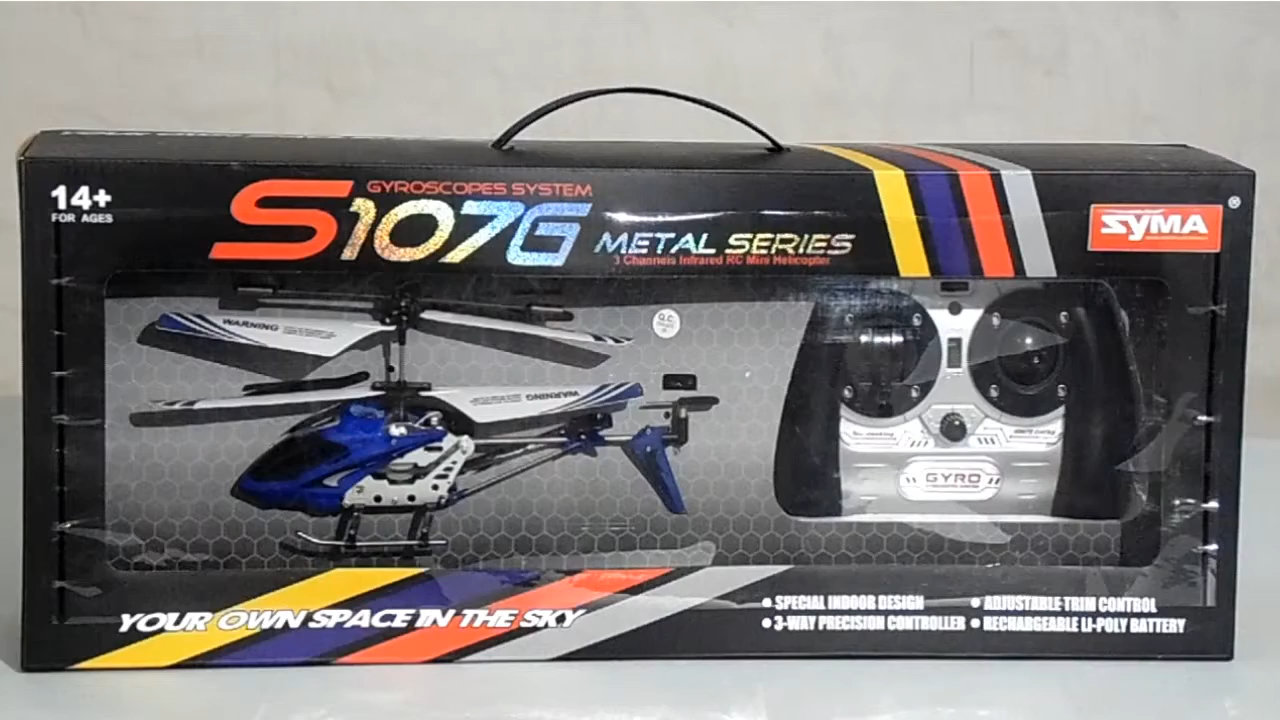 14+
FOR AGES
GYROSCOPES SYSTEM
S107G
METAL SERIES
3 Channels Infrared RC Mini Helicopter
SYMA
®
WARNING
Q.C.
WARNING
GYRO
YOUR OWN SPACE IN THE SKY
• SPECIAL INDOOR DESIGN
• ADJUSTABLE TRIM CONTROL
• 3-WAY PRECISION CONTROLLER
• RECHARGEABLE LI-POLY BATTERY